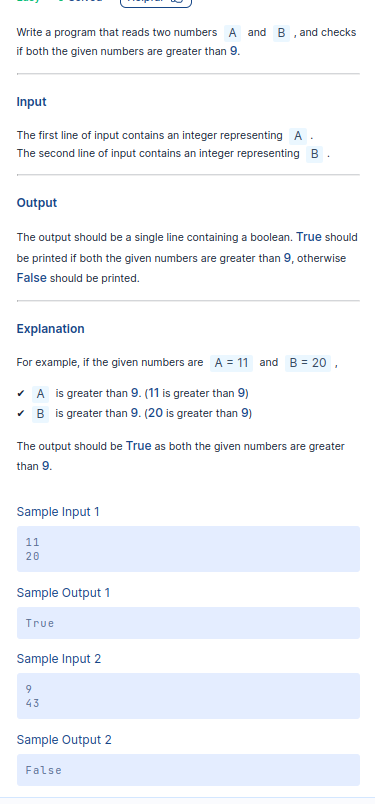 Write a program that reads two numbers A and B , and checks
if both the given numbers are greater than 9.
Input
The first line of input contains an integer representing A .
The second line of input contains an integer representing B .
Output
The output should be a single line containing a boolean. True should
be printed if both the given numbers are greater than 9, otherwise
False should be printed.
Explanation
For example, if the given numbers are A = 11 and B = 20 ,
✔ A is greater than 9. (11 is greater than 9)
✔ B is greater than 9. (20 is greater than 9)
The output should be True as both the given numbers are greater
than 9.
Sample Input 1
11
20
Sample Output 1
True
Sample Input 2
9
43
Sample Output 2
False